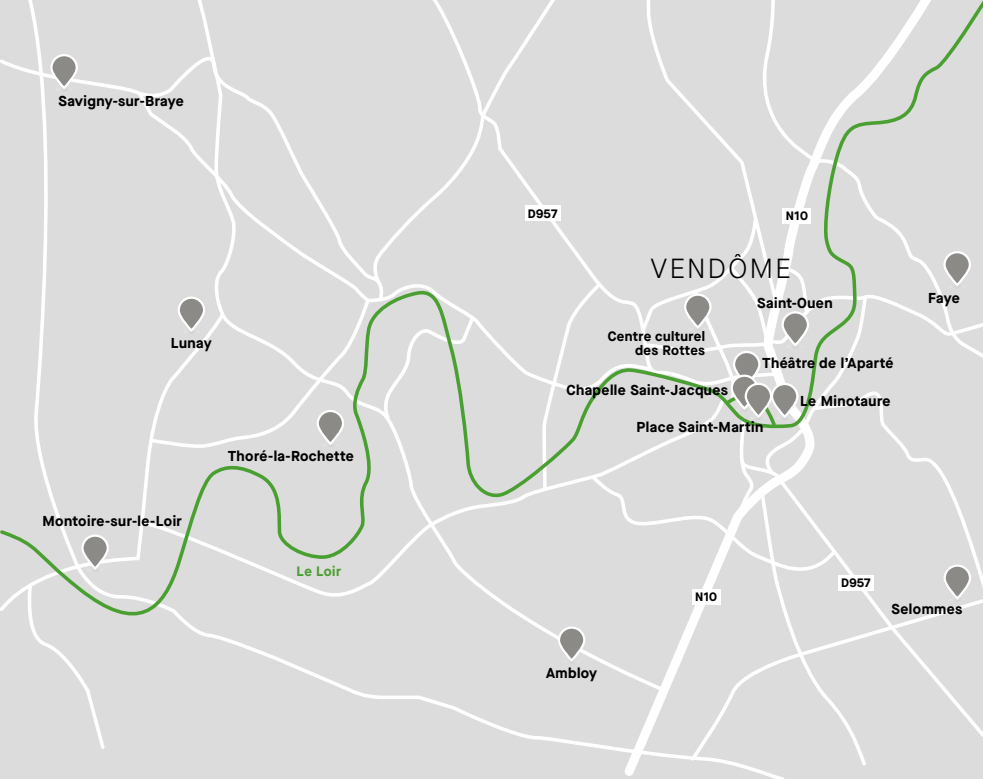 Savigny-sur-Braye
D957
N10
VENDÔME
Faye
Saint-Ouen
Lunay
Centre culturel
des Rottes
Théâtre de l’Aparté
Chapelle Saint-Jacques
Le Minotaure
Place Saint-Martin
Thoré-la-Rochette
Montoire-sur-le-Loir
Le Loir
D957
N10
Selommes
Ambloy